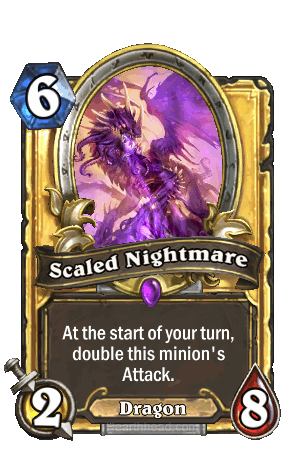 6
Scaled Nightmare
At the start of your turn,
double this minion's
Attack.
2
Dragon
8